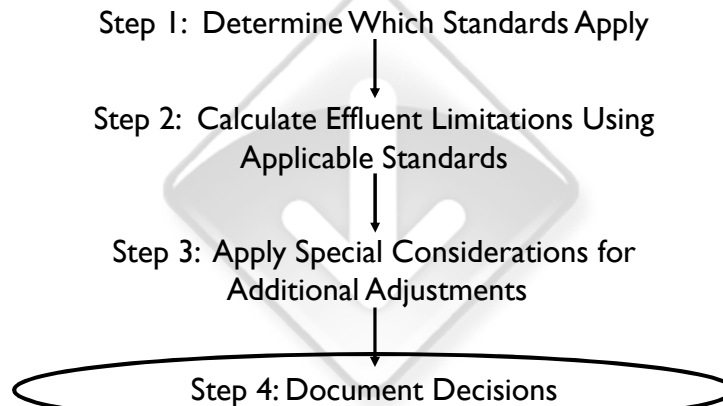 Step 1: Determine Which Standards Apply
Step 2: Calculate Effluent Limitations Using
Applicable Standards
Step 3: Apply Special Considerations for
Additional Adjustments
Step 4: Document Decisions